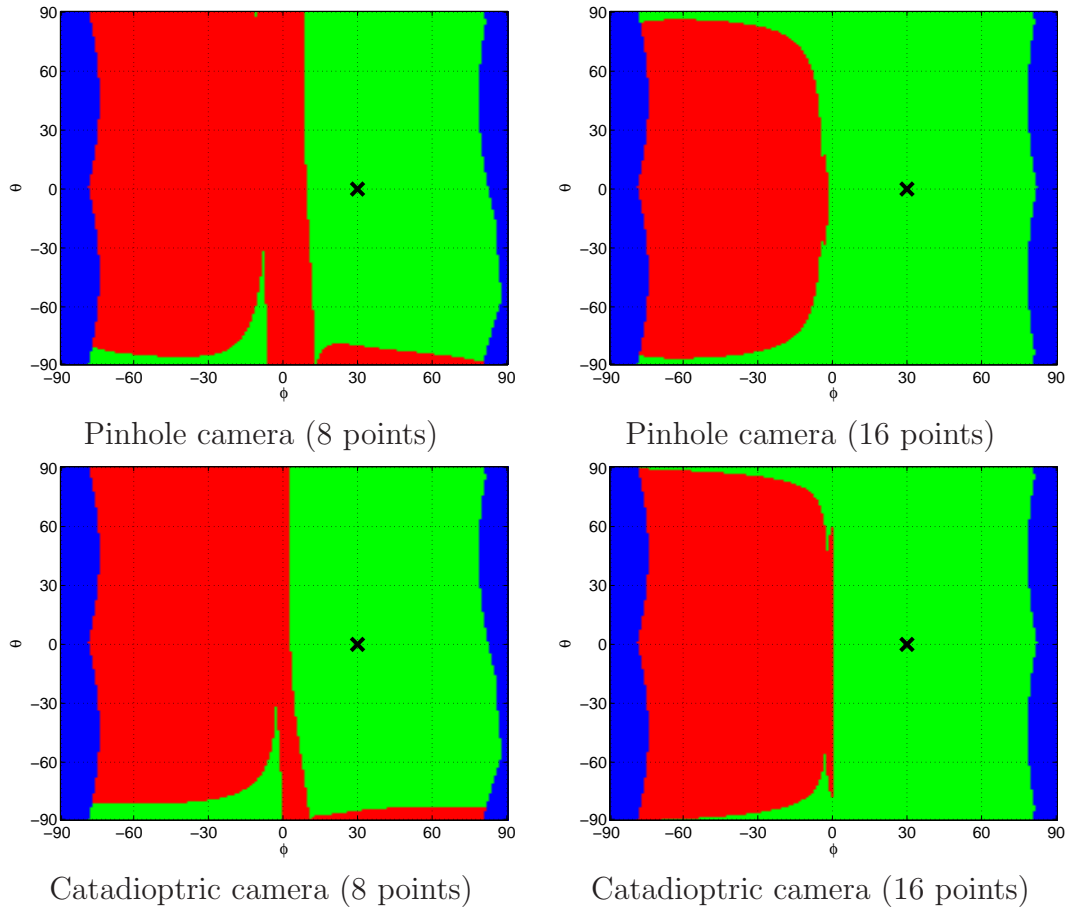 90
60
30
0
−30
−60
−90
θ
−90 −60 −30 0 30 60 90
ϕ
Pinhole camera (8 points)
90
60
30
0
−30
−60
−90
θ
−90 −60 −30 0 30 60 90
ϕ
Pinhole camera (16 points)
90
60
30
0
−30
−60
−90
θ
−90 −60 −30 0 30 60 90
ϕ
Catadioptric camera (8 points)
90
60
30
0
−30
−60
−90
θ
−90 −60 −30 0 30 60 90
ϕ
Catadioptric camera (16 points)